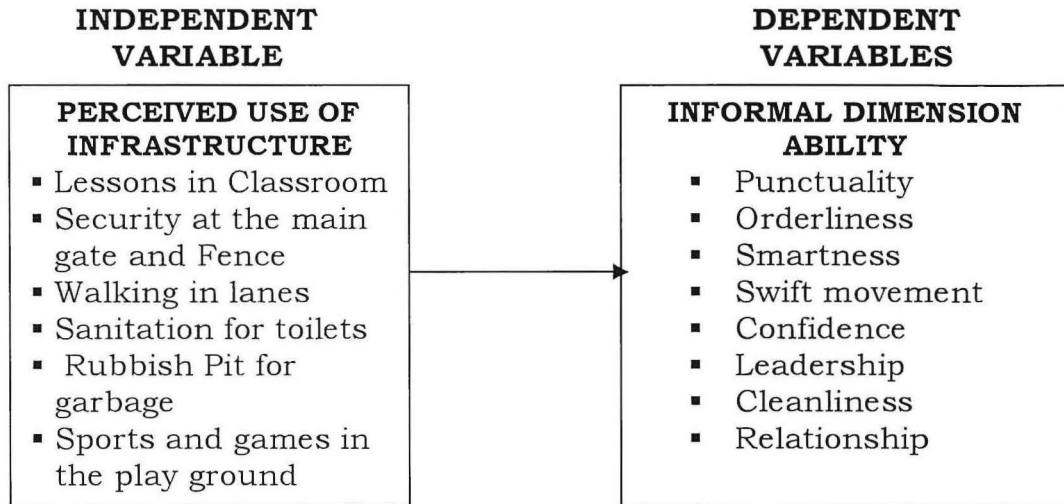 INDEPENDENT
VARIABLE
PERCEIVED USE OF
INFRASTRUCTURE
▪ Lessons in Classroom
▪ Security at the main
gate and Fence
▪ Walking in lanes
▪ Sanitation for toilets
▪ Rubbish Pit for
garbage
▪ Sports and games in
the play ground
DEPENDENT
VARIABLES
INFORMAL DIMENSION
ABILITY
▪ Punctuality
▪ Orderliness
▪ Smartness
▪ Swift movement
▪ Confidence
▪ Leadership
▪ Cleanliness
▪ Relationship